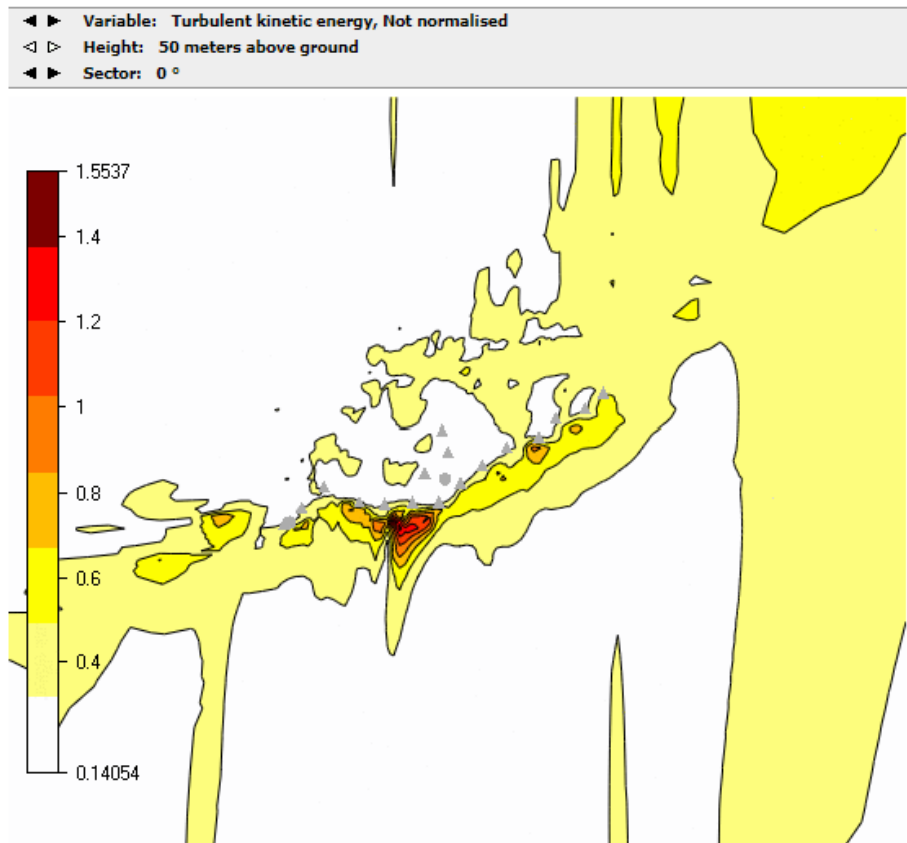 Variable: Turbulent kinetic energy, Not normalised
Height: 50 meters above ground
Sector: 0 °
1.5537
1.4
1.2
1
0.8
0.6
0.4
0.14054